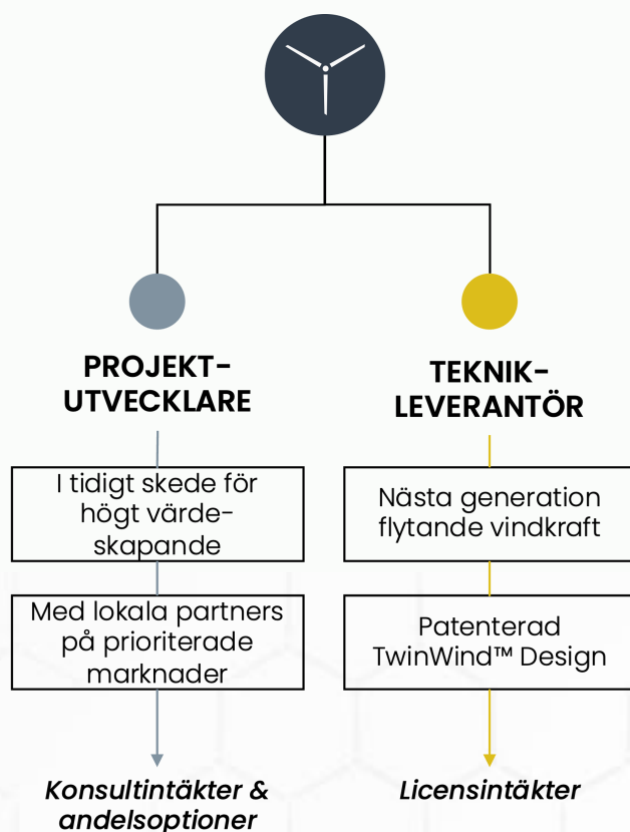 PROJEKT-
UTVECKLARE
I tidigt skede för
högt värde-
skapande
Med lokala partners
på prioriterade
marknader
Konsultintäkter &
andelsoptioner
TEKNIK-
LEVERANTÖR
Nästa generation
flytande vindkraft
Patenterad
TwinWind™ Design
Licensintäkter